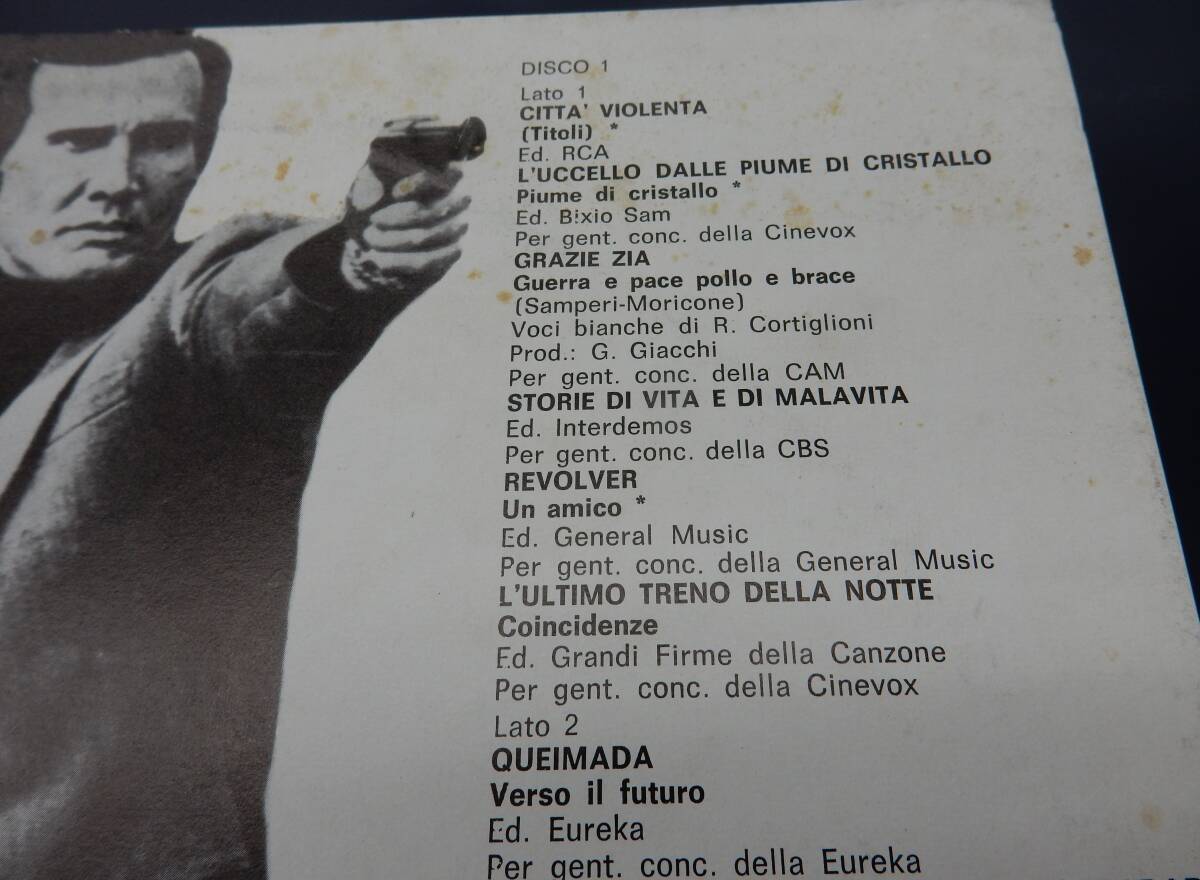 DISCO 1
Lato 1
CITTA' VIOLENTA
(Titoli) *
Ed. RCA
L'UCCELLO DALLE PIUME DI CRISTALLO
Piume di cristallo *
Ed. Bixio Sam
Per gent. conc. della Cinevox
GRAZIE ZIA
Guerra e pace pollo e brace
(Samperi-Moricone)
Voci bianche di R. Cortiglioni
Prod.: G. Giacchi
Per gent. conc. della CAM
STORIE DI VITA E DI MALAVITA
Ed. Interdemos
Per gent. conc. della CBS
REVOLVER
Un amico *
Ed. General Music
Per gent. conc. della General Music
L'ULTIMO TRENO DELLA NOTTE
Coincidenze
Ed. Grandi Firme della Canzone
Per gent. conc. della Cinevox
Lato 2
QUEIMADA
Verso il futuro
Ed. Eureka
Per gent. conc. della Eureka